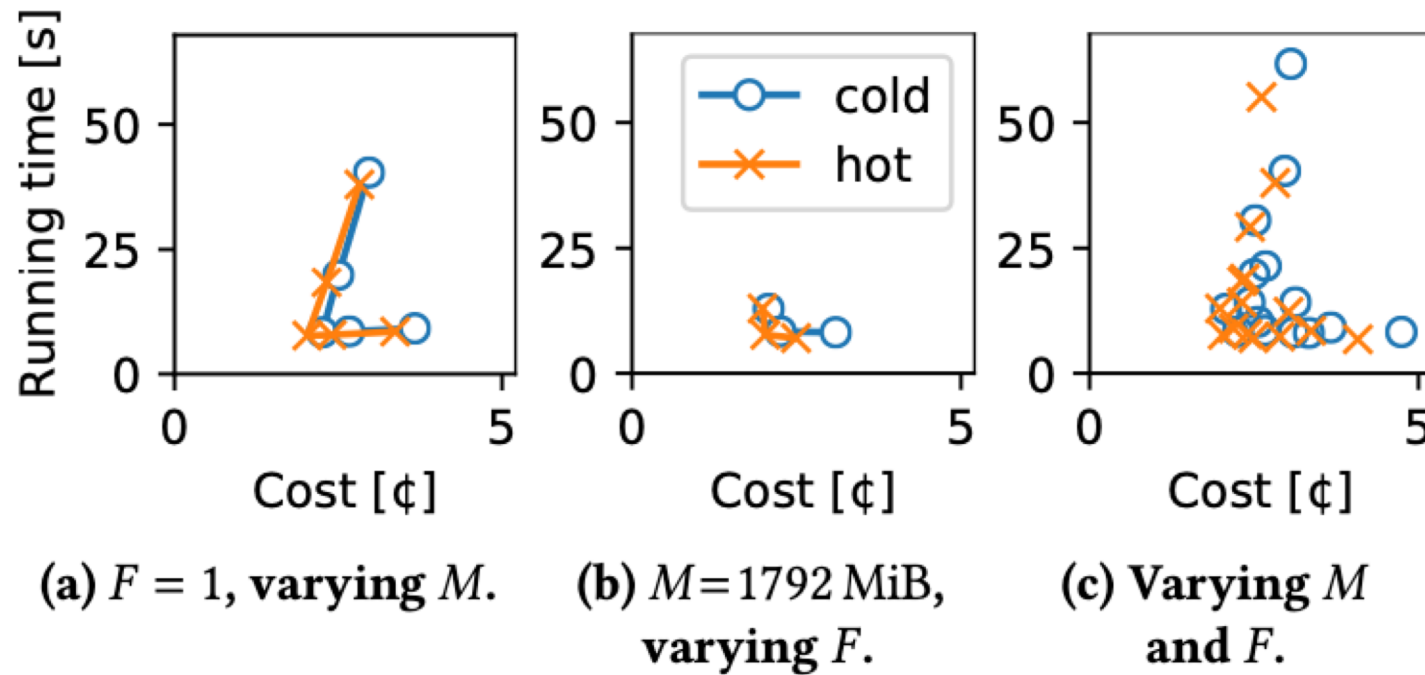 Running time [s]
50
25
0
0
5
Cost [¢]
(a) F = 1, varying M.
cold
hot
50
25
0
0
5
Cost [¢]
(b) M=1792 MiB,
varying F.
50
25
0
0
5
Cost [¢]
(c) Varying M
and F.